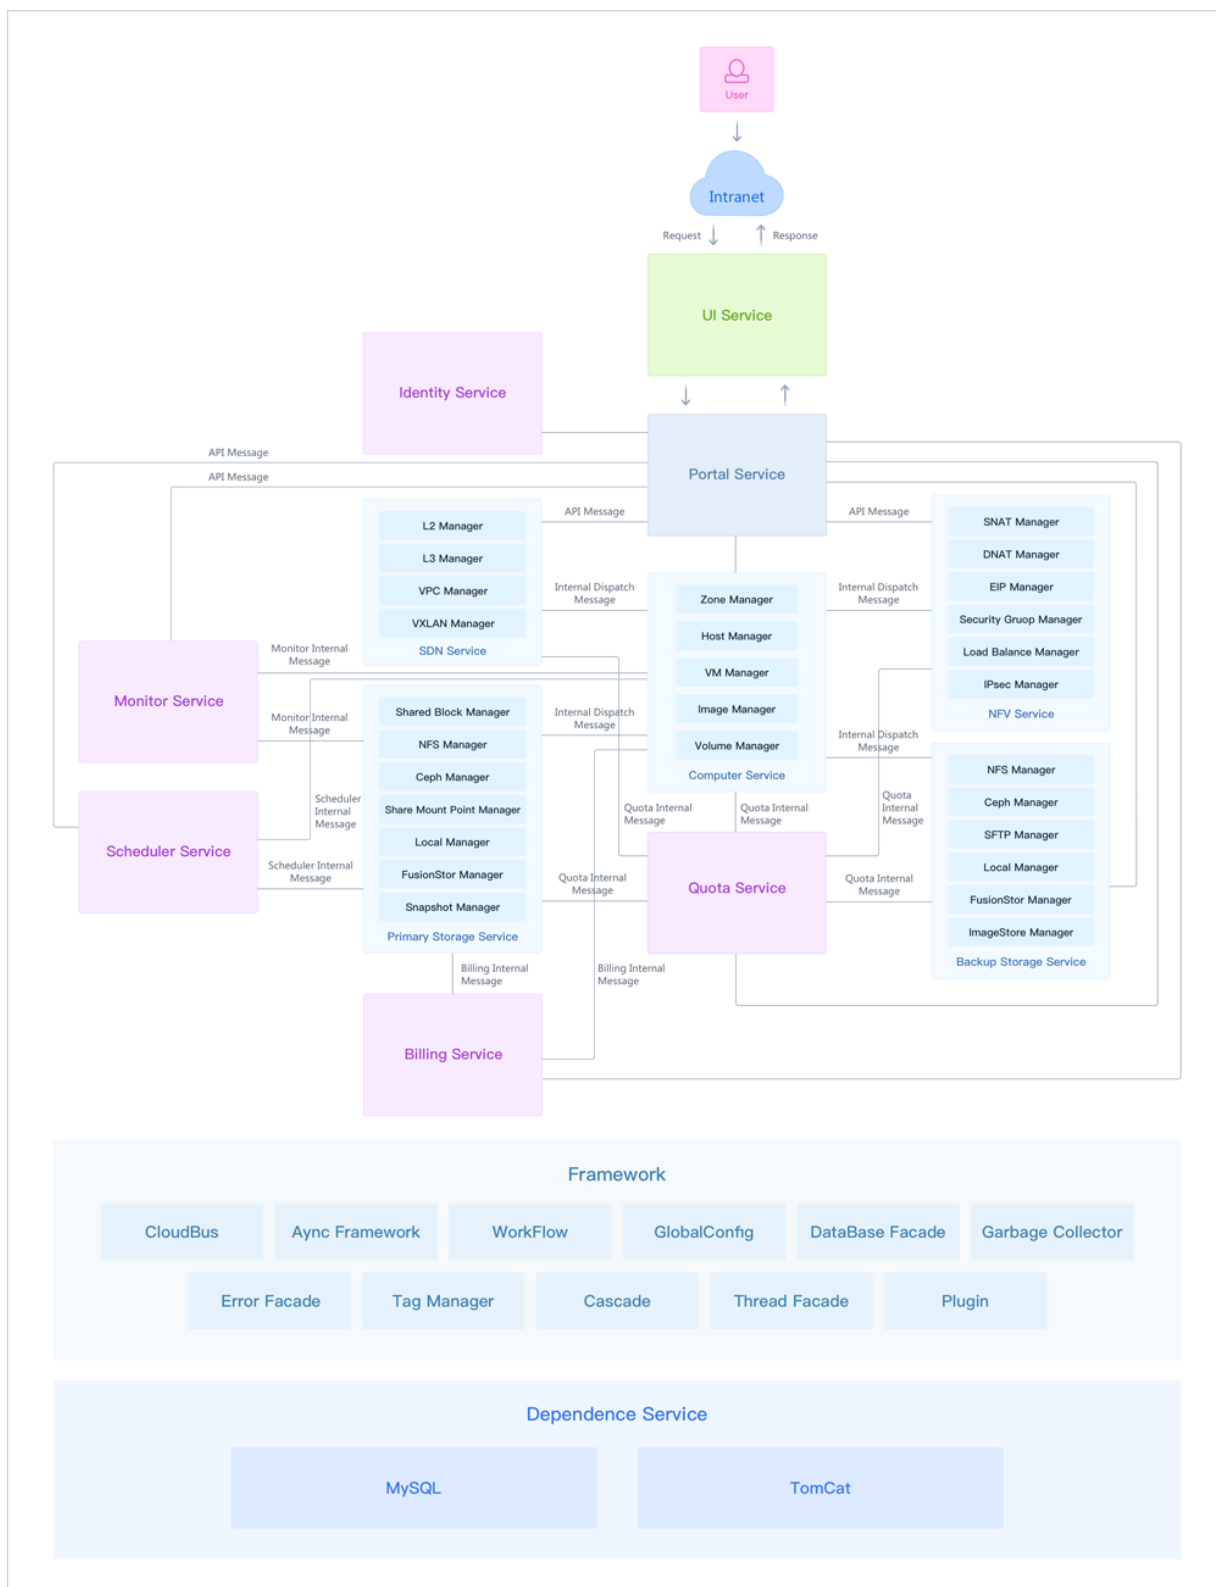 User
Intranet
Request
Response
UI Service
Identity Service
Portal Service
API Message
API Message
API Message
API Message
L2 Manager
L3 Manager
VPC Manager
VXLAN Manager
SDN Service
Internal Dispatch
Message
Internal Dispatch
Message
SNAT Manager
DNAT Manager
EIP Manager
Security Gruop Manager
Load Balance Manager
IPsec Manager
NFV Service
Zone Manager
Host Manager
VM Manager
Image Manager
Volume Manager
Computer Service
Monitor Internal
Message
Monitor Service
Monitor Internal
Message
Shared Block Manager
NFS Manager
Ceph Manager
Share Mount Point Manager
Local Manager
FusionStor Manager
Snapshot Manager
Primary Storage Service
Internal Dispatch
Message
Internal Dispatch
Message
NFS Manager
Ceph Manager
SFTP Manager
Local Manager
FusionStor Manager
ImageStore Manager
Backup Storage Service
Scheduler
Internal
Message
Scheduler Service
Scheduler Internal
Message
Quota Internal
Message
Quota Internal
Message
Quota
Internal
Message
Quota Service
Quota Internal
Message
Quota Internal
Message
Billing Internal
Message
Billing Internal
Message
Billing Service
Framework
CloudBus
Aync Framework
WorkFlow
GlobalConfig
DataBase Facade
Garbage Collector
Error Facade
Tag Manager
Cascade
Thread Facade
Plugin
Dependence Service
MySQL
TomCat